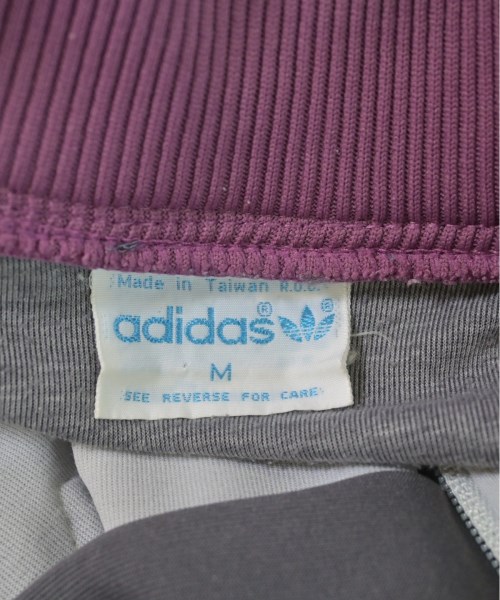 Made in Taiwan R.O.C.
adidas®
®
M
SEE REVERSE FOR CARE